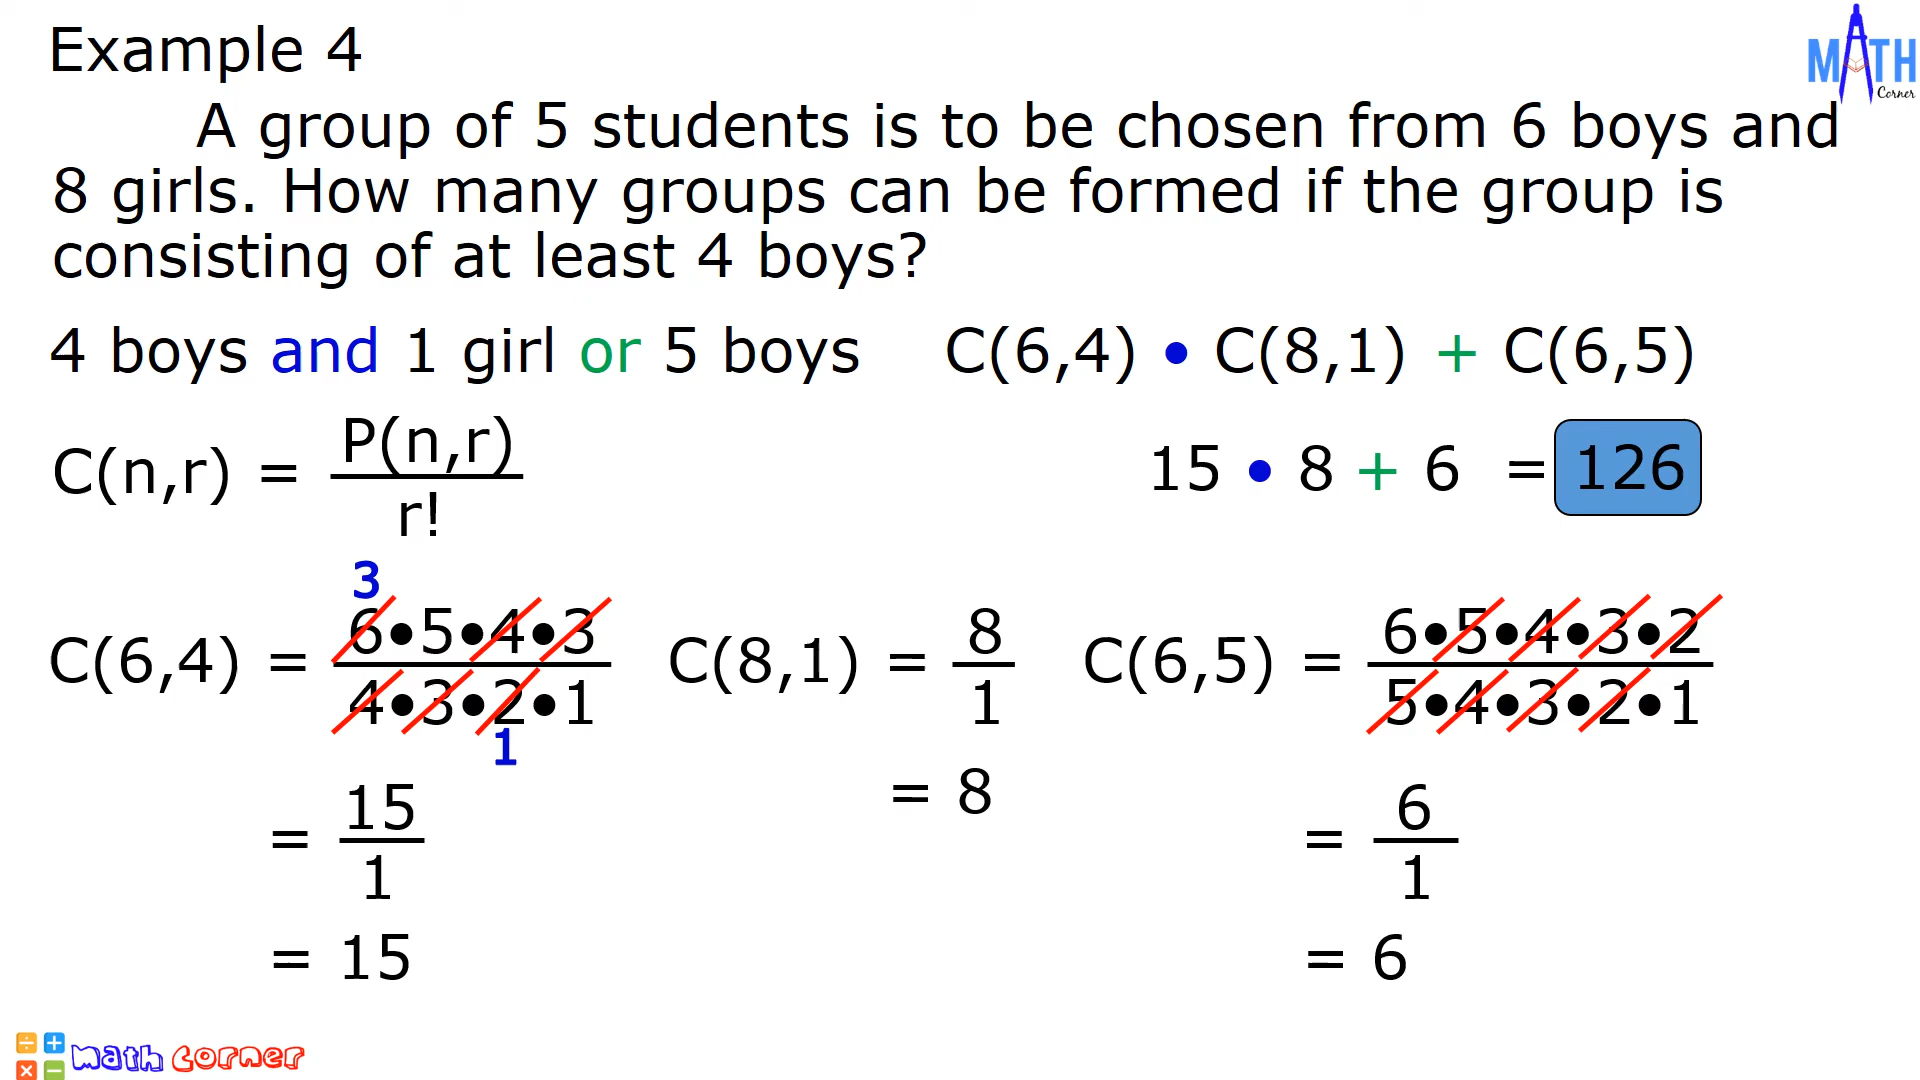 Example 4
MATH
Corner
A group of 5 students is to be chosen from 6 boys and
8 girls. How many groups can be formed if the group is
consisting of at least 4 boys?
4 boys and 1 girl or 5 boys
C(6,4) • C(8,1) + C(6,5)
C(n,r) =
P(n,r)
r!
15 • 8 + 6 = 126
3
C(6,4) =
6•5•4•3
4•3•2•1
1
= 15
1
= 15
C(8,1) =
8
1
= 8
C(6,5) =
6•5•4•3•2
5•4•3•2•1
= 6
1
= 6
÷ +
× −
math corner